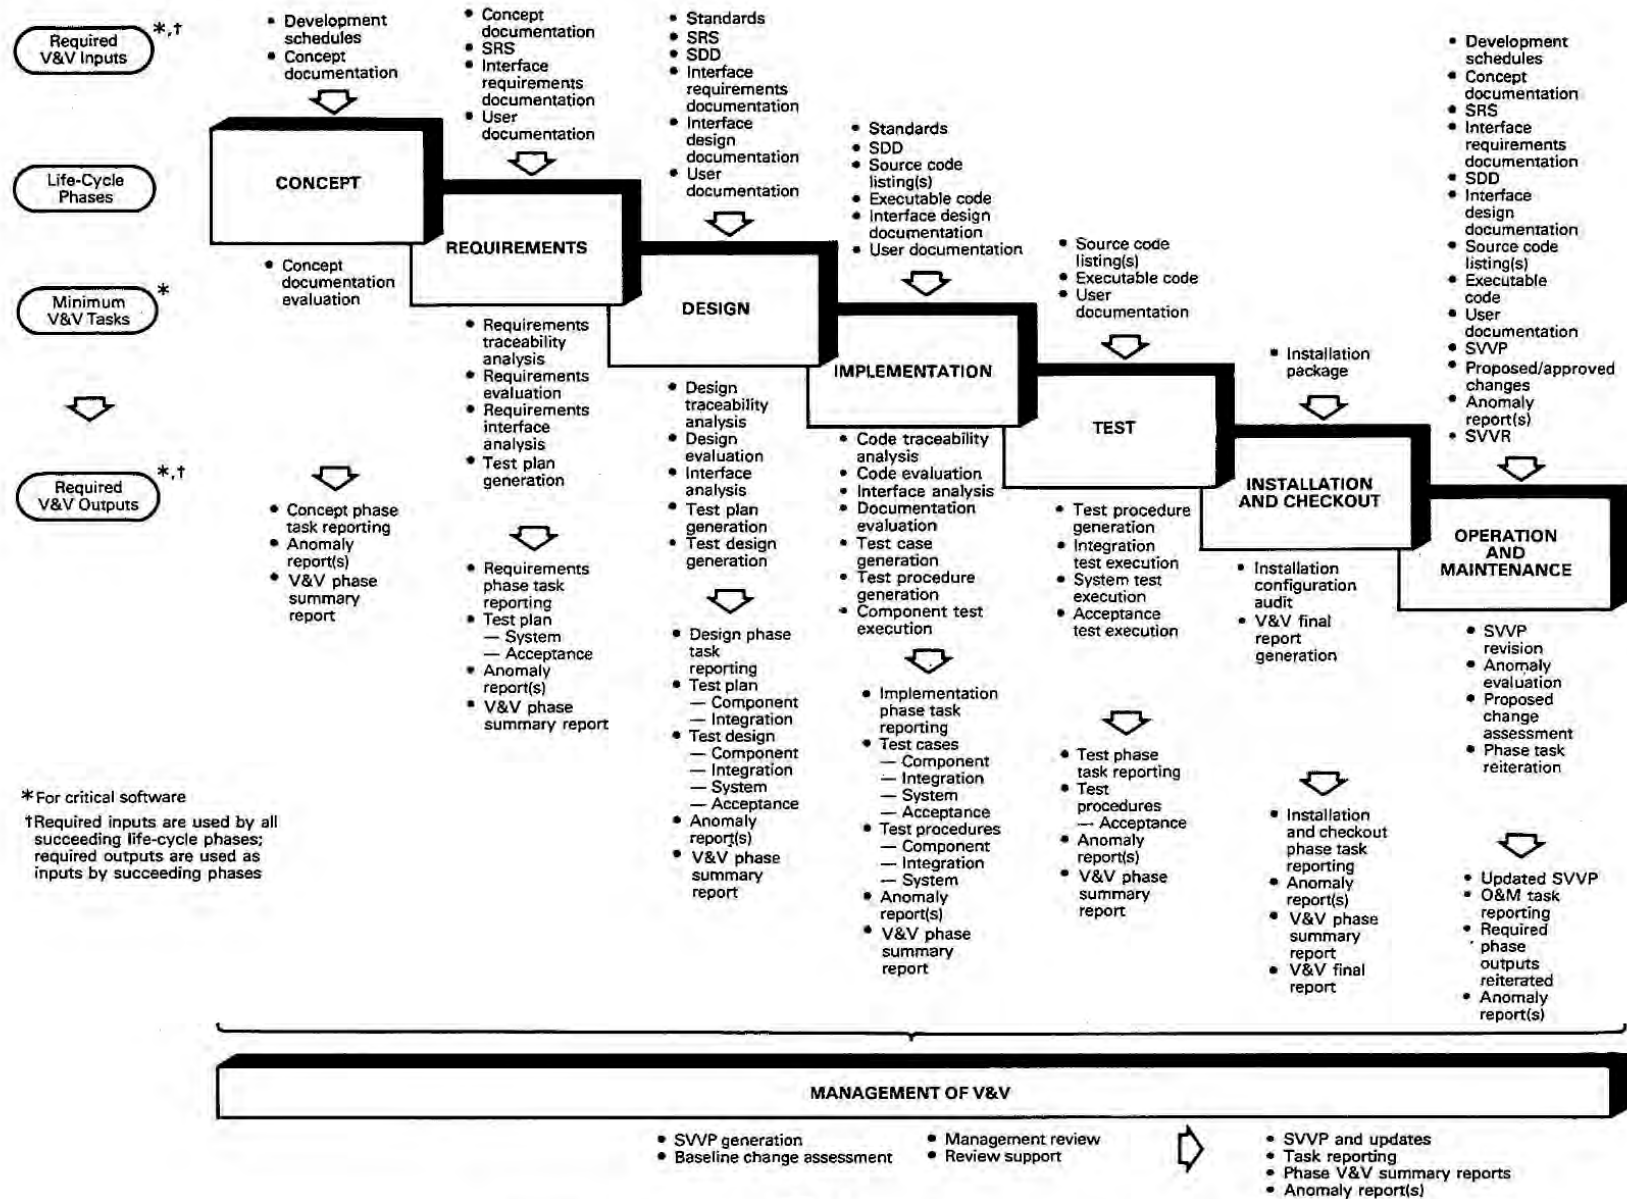 Required
V&V Inputs
*,†
• Development
schedules
• Concept
documentation
• Concept
documentation
• SRS
• Interface
requirements
documentation
• User
documentation
• Standards
• SRS
• SDD
• Interface
requirements
documentation
• Interface
design
documentation
• User
documentation
• Standards
• SDD
• Source code
listing(s)
• Executable code
• Interface design
documentation
• User documentation
• Source code
listing(s)
• Executable code
• User
documentation
• Installation
package
• Development
schedules
• Concept
documentation
• SRS
• Interface
requirements
documentation
• SDD
• Interface
design
documentation
• Source code
listing(s)
• Executable
code
• User
documentation
• SVVP
• Proposed/approved
changes
• Anomaly
report(s)
• SVVR
Life-Cycle
Phases
CONCEPT
REQUIREMENTS
DESIGN
IMPLEMENTATION
TEST
INSTALLATION
AND CHECKOUT
OPERATION
AND
MAINTENANCE
Minimum
V&V Tasks
*
• Concept
documentation
evaluation
• Requirements
traceability
analysis
• Requirements
evaluation
• Requirements
interface
analysis
• Test plan
generation
• Design
traceability
analysis
• Design
evaluation
• Interface
analysis
• Test plan
generation
• Test design
generation
• Code traceability
analysis
• Code evaluation
• Interface analysis
• Documentation
evaluation
• Test case
generation
• Test procedure
generation
• Component test
execution
• Test procedure
generation
• Integration
test execution
• System test
execution
• Acceptance
test execution
• Installation
configuration
audit
• V&V final
report
generation
• SVVP
revision
• Anomaly
evaluation
• Proposed
change
assessment
• Phase task
reiteration
Required
V&V Outputs
*,†
• Concept phase
task reporting
• Anomaly
report(s)
• V&V phase
summary
report
• Requirements
phase task
reporting
• Test plan
— System
— Acceptance
• Anomaly
report(s)
• V&V phase
summary report
• Design phase
task
reporting
• Test plan
— Component
— Integration
• Test design
— Component
— Integration
— System
— Acceptance
• Anomaly
report(s)
• V&V phase
summary
report
• Implementation
phase task
reporting
• Test cases
— Component
— Integration
— System
— Acceptance
• Test procedures
— Component
— Integration
— System
• Anomaly
report(s)
• V&V phase
summary
report
• Test phase
task reporting
• Test
procedures
— Acceptance
• Anomaly
report(s)
• V&V phase
summary
report
• Installation
and checkout
phase task
reporting
• Anomaly
report(s)
• V&V phase
summary
report
• V&V final
report
• Updated SVVP
• O&M task
reporting
• Required
phase
outputs
reiterated
• Anomaly
report(s)
*For critical software
†Required inputs are used by all
succeeding life-cycle phases;
required outputs are used as
inputs by succeeding phases
MANAGEMENT OF V&V
• SVVP generation
• Baseline change assessment
• Management review
• Review support
• SVVP and updates
• Task reporting
• Phase V&V summary reports
• Anomaly report(s)